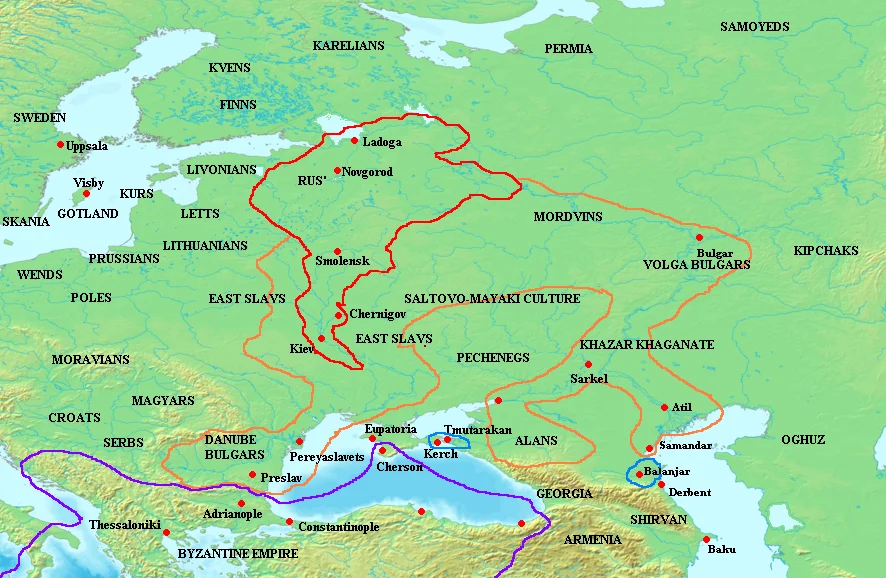 SAMOYEDS
KARELIANS
PERMIA
KVENS
FINNS
SWEDEN
Uppsala
Ladoga
LIVONIANS
Novgorod
RUS'
Visby
KURS
GOTLAND
LETTS
SKANIA
MORDVINS
LITHUANIANS
PRUSSIANS
Smolensk
Bulgar
KIPCHAKS
VOLGA BULGARS
WENDS
POLES
EAST SLAVS
SALTOVO-MAYAKI CULTURE
Chernigov
EAST SLAVS
Kiev
KHAZAR KHAGANATE
MORAVIANS
PECHENEGS
Sarkel
MAGYARS
Atil
CROATS
Eupatoria
Tmutarakan
SERBS
DANUBE
BULGARS
ALANS
OGHUZ
Samandar
Pereyaslavets
Kerch
Cherson
Preslav
Balanjar
Derbent
GEORGIA
Adrianople
Thessaloniki
Constantinople
SHIRVAN
ARMENIA
BYZANTINE EMPIRE
Baku